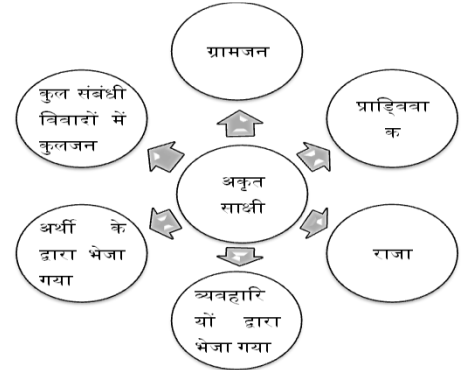 ग्रामजन
प्राड्विवा
क
राजा
व्यवहारि
यों द्वारा
भेजा गया
अर्थी के
द्वारा भेजा
गया
कुल संबंधी
विवादों में
कुलजन
अकृत
साक्षी